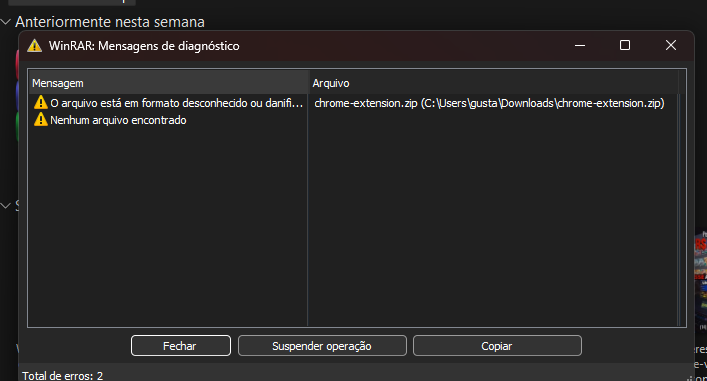 Anteriormente nesta semana
WinRAR: Mensagens de diagnóstico
Mensagem Arquivo
O arquivo está em formato desconhecido ou danifi... chrome-extension.zip (C:\Users\gusta\Downloads\chrome-extension.zip)
Nenhum arquivo encontrado
Fechar Suspender operação Copiar
Total de erros: 2